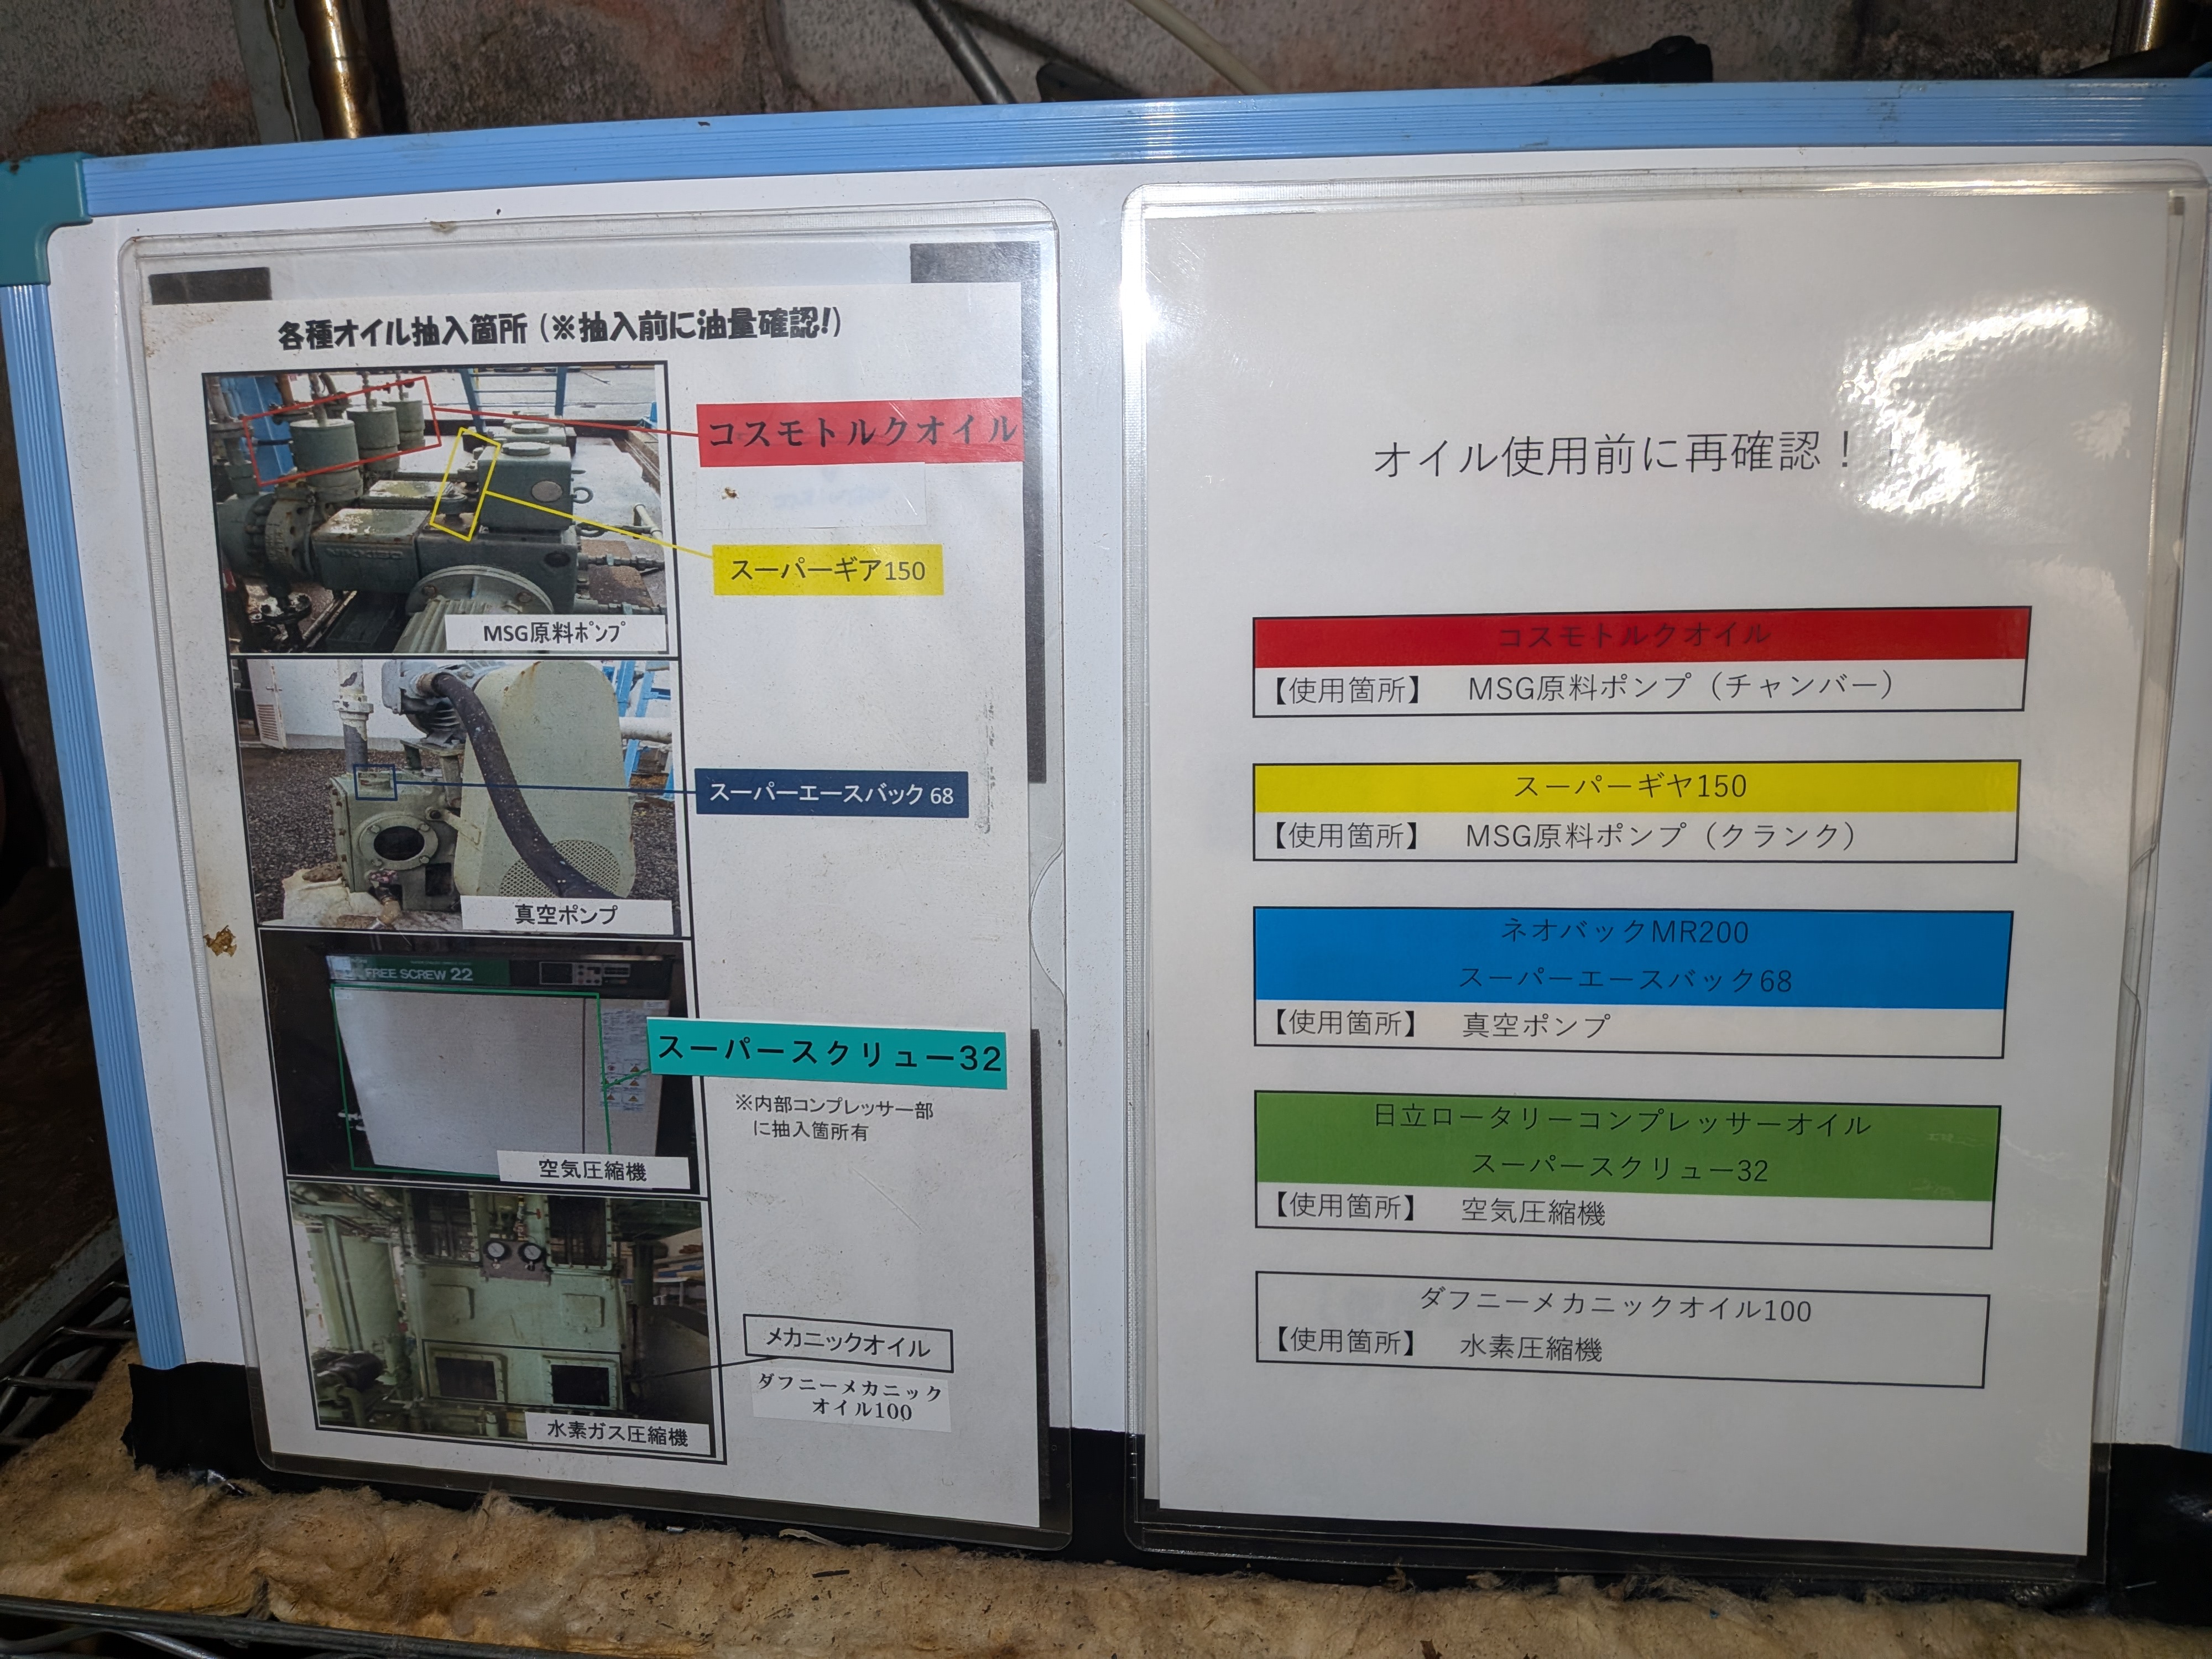 各種オイル抽入箇所（※抽入前に油量確認!）
コスモトルクオイル
スーパーギア150
MSG原料ﾎﾟﾝﾌﾟ
スーパーエースバック 68
真空ポンプ
FREE SCREW 22
スーパースクリュー32
※内部コンプレッサー部
に抽入箇所有
空気圧縮機
メカニックオイル
ダフニーメカニック
オイル100
水素ガス圧縮機
オイル使用前に再確認！！
コスモトルクオイル
【使用箇所】 MSG原料ポンプ（チャンバー）
スーパーギヤ150
【使用箇所】 MSG原料ポンプ（クランク）
ネオバックMR200
スーパーエースバック68
【使用箇所】 真空ポンプ
日立ロータリーコンプレッサーオイル
スーパースクリュー32
【使用箇所】 空気圧縮機
ダフニーメカニックオイル100
【使用箇所】 水素圧縮機